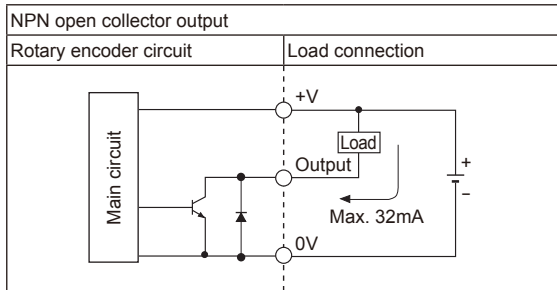 NPN open collector output
Rotary encoder circuit
Load connection
+V
Load
Main circuit
Output
+
−
Max. 32mA
0V